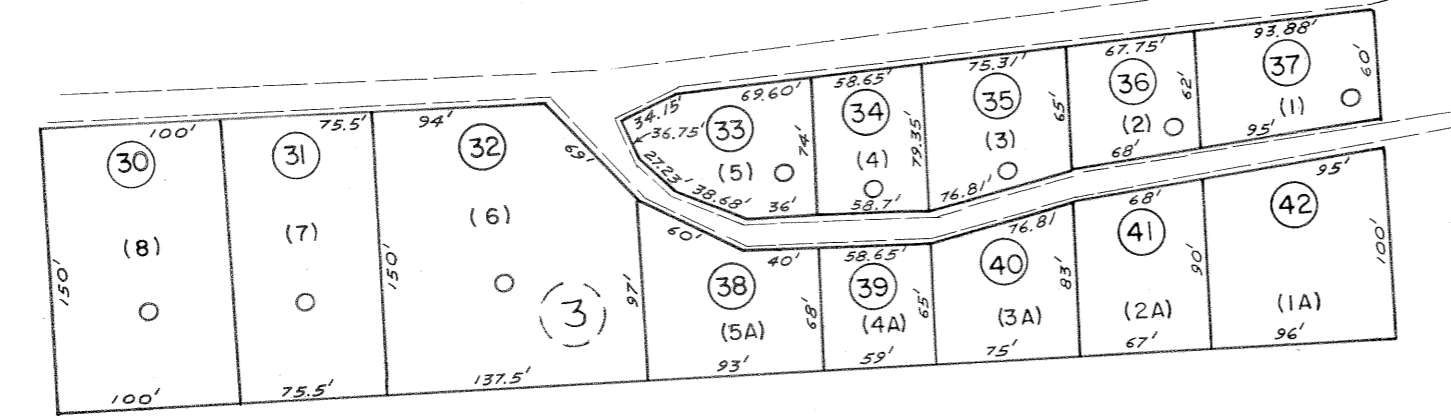 100' 75.5' 94' 69' 34.15' 69.60' 58.65' 75.31' 67.75' 93.88'
30 31 32 33 34 35 36 37
36.75' 27.23' 38.68' 36' 74' 58.7' 79.35' 76.81' 65' 68' 62' 95' 60'
(8) (7) (6) (5) (4) (3) (2) (1)
150' 150' 60' 40' 58.65' 76.81 68' 95'
38 39 40 41 42
3 97' 68' 65' 83' 90' 100'
(5A) (4A) (3A) (2A) (1A)
100' 75.5' 137.5' 93' 59' 75' 67' 96'